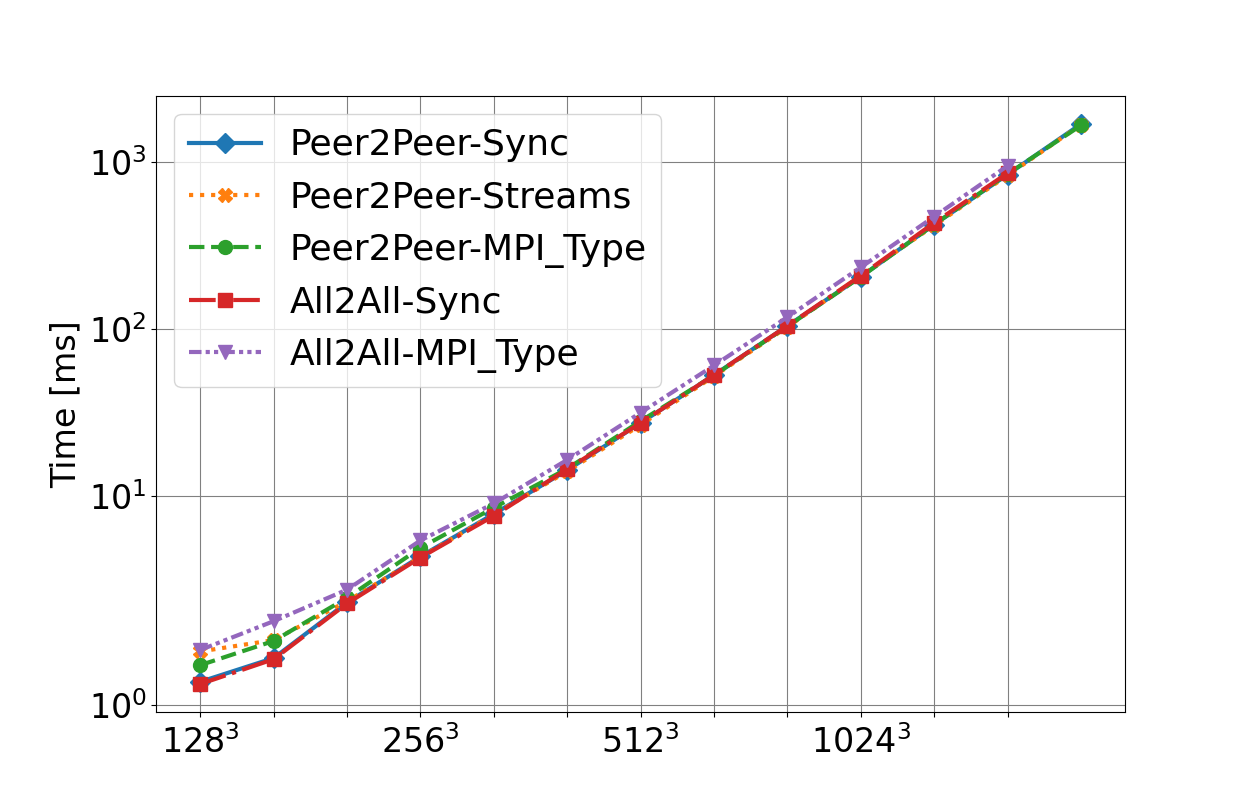 Peer2Peer-Sync
Peer2Peer-Streams
Peer2Peer-MPI_Type
All2All-Sync
All2All-MPI_Type
Time [ms]
10³
10²
10¹
10⁰
128³ 256³ 512³ 1024³